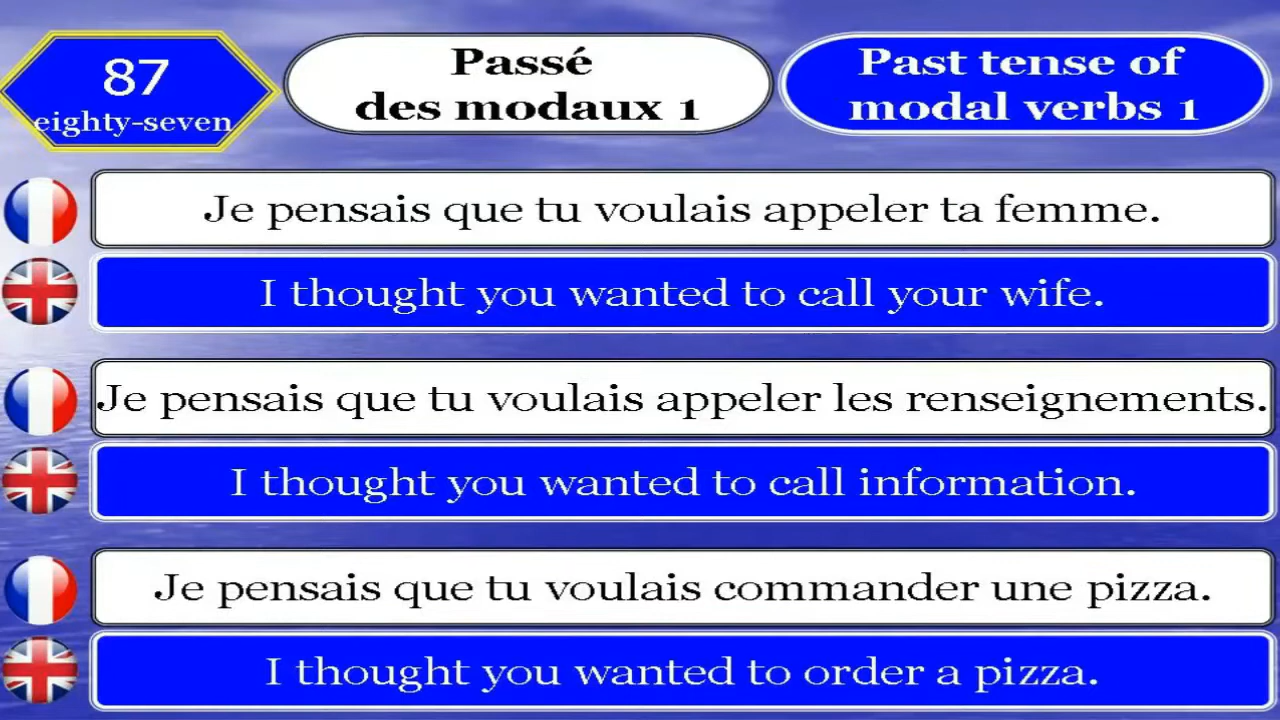 87
eighty-seven
Passé
des modaux 1
Past tense of
modal verbs 1
Je pensais que tu voulais appeler ta femme.
I thought you wanted to call your wife.
Je pensais que tu voulais appeler les renseignements.
I thought you wanted to call information.
Je pensais que tu voulais commander une pizza.
I thought you wanted to order a pizza.